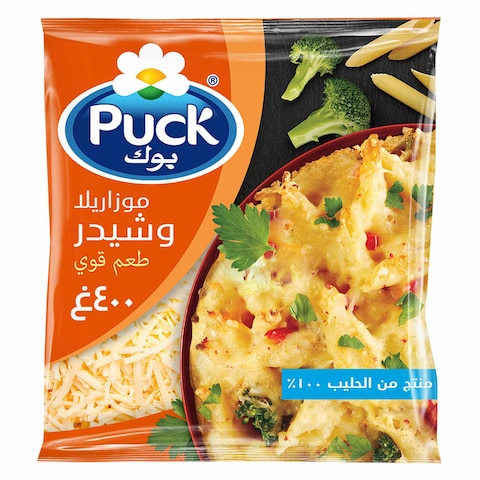 ®
Puck
بوك
موزاريلا
وشيدر
طعم قوي
٤٠٠غ
منتج من الحليب ١٠٠٪